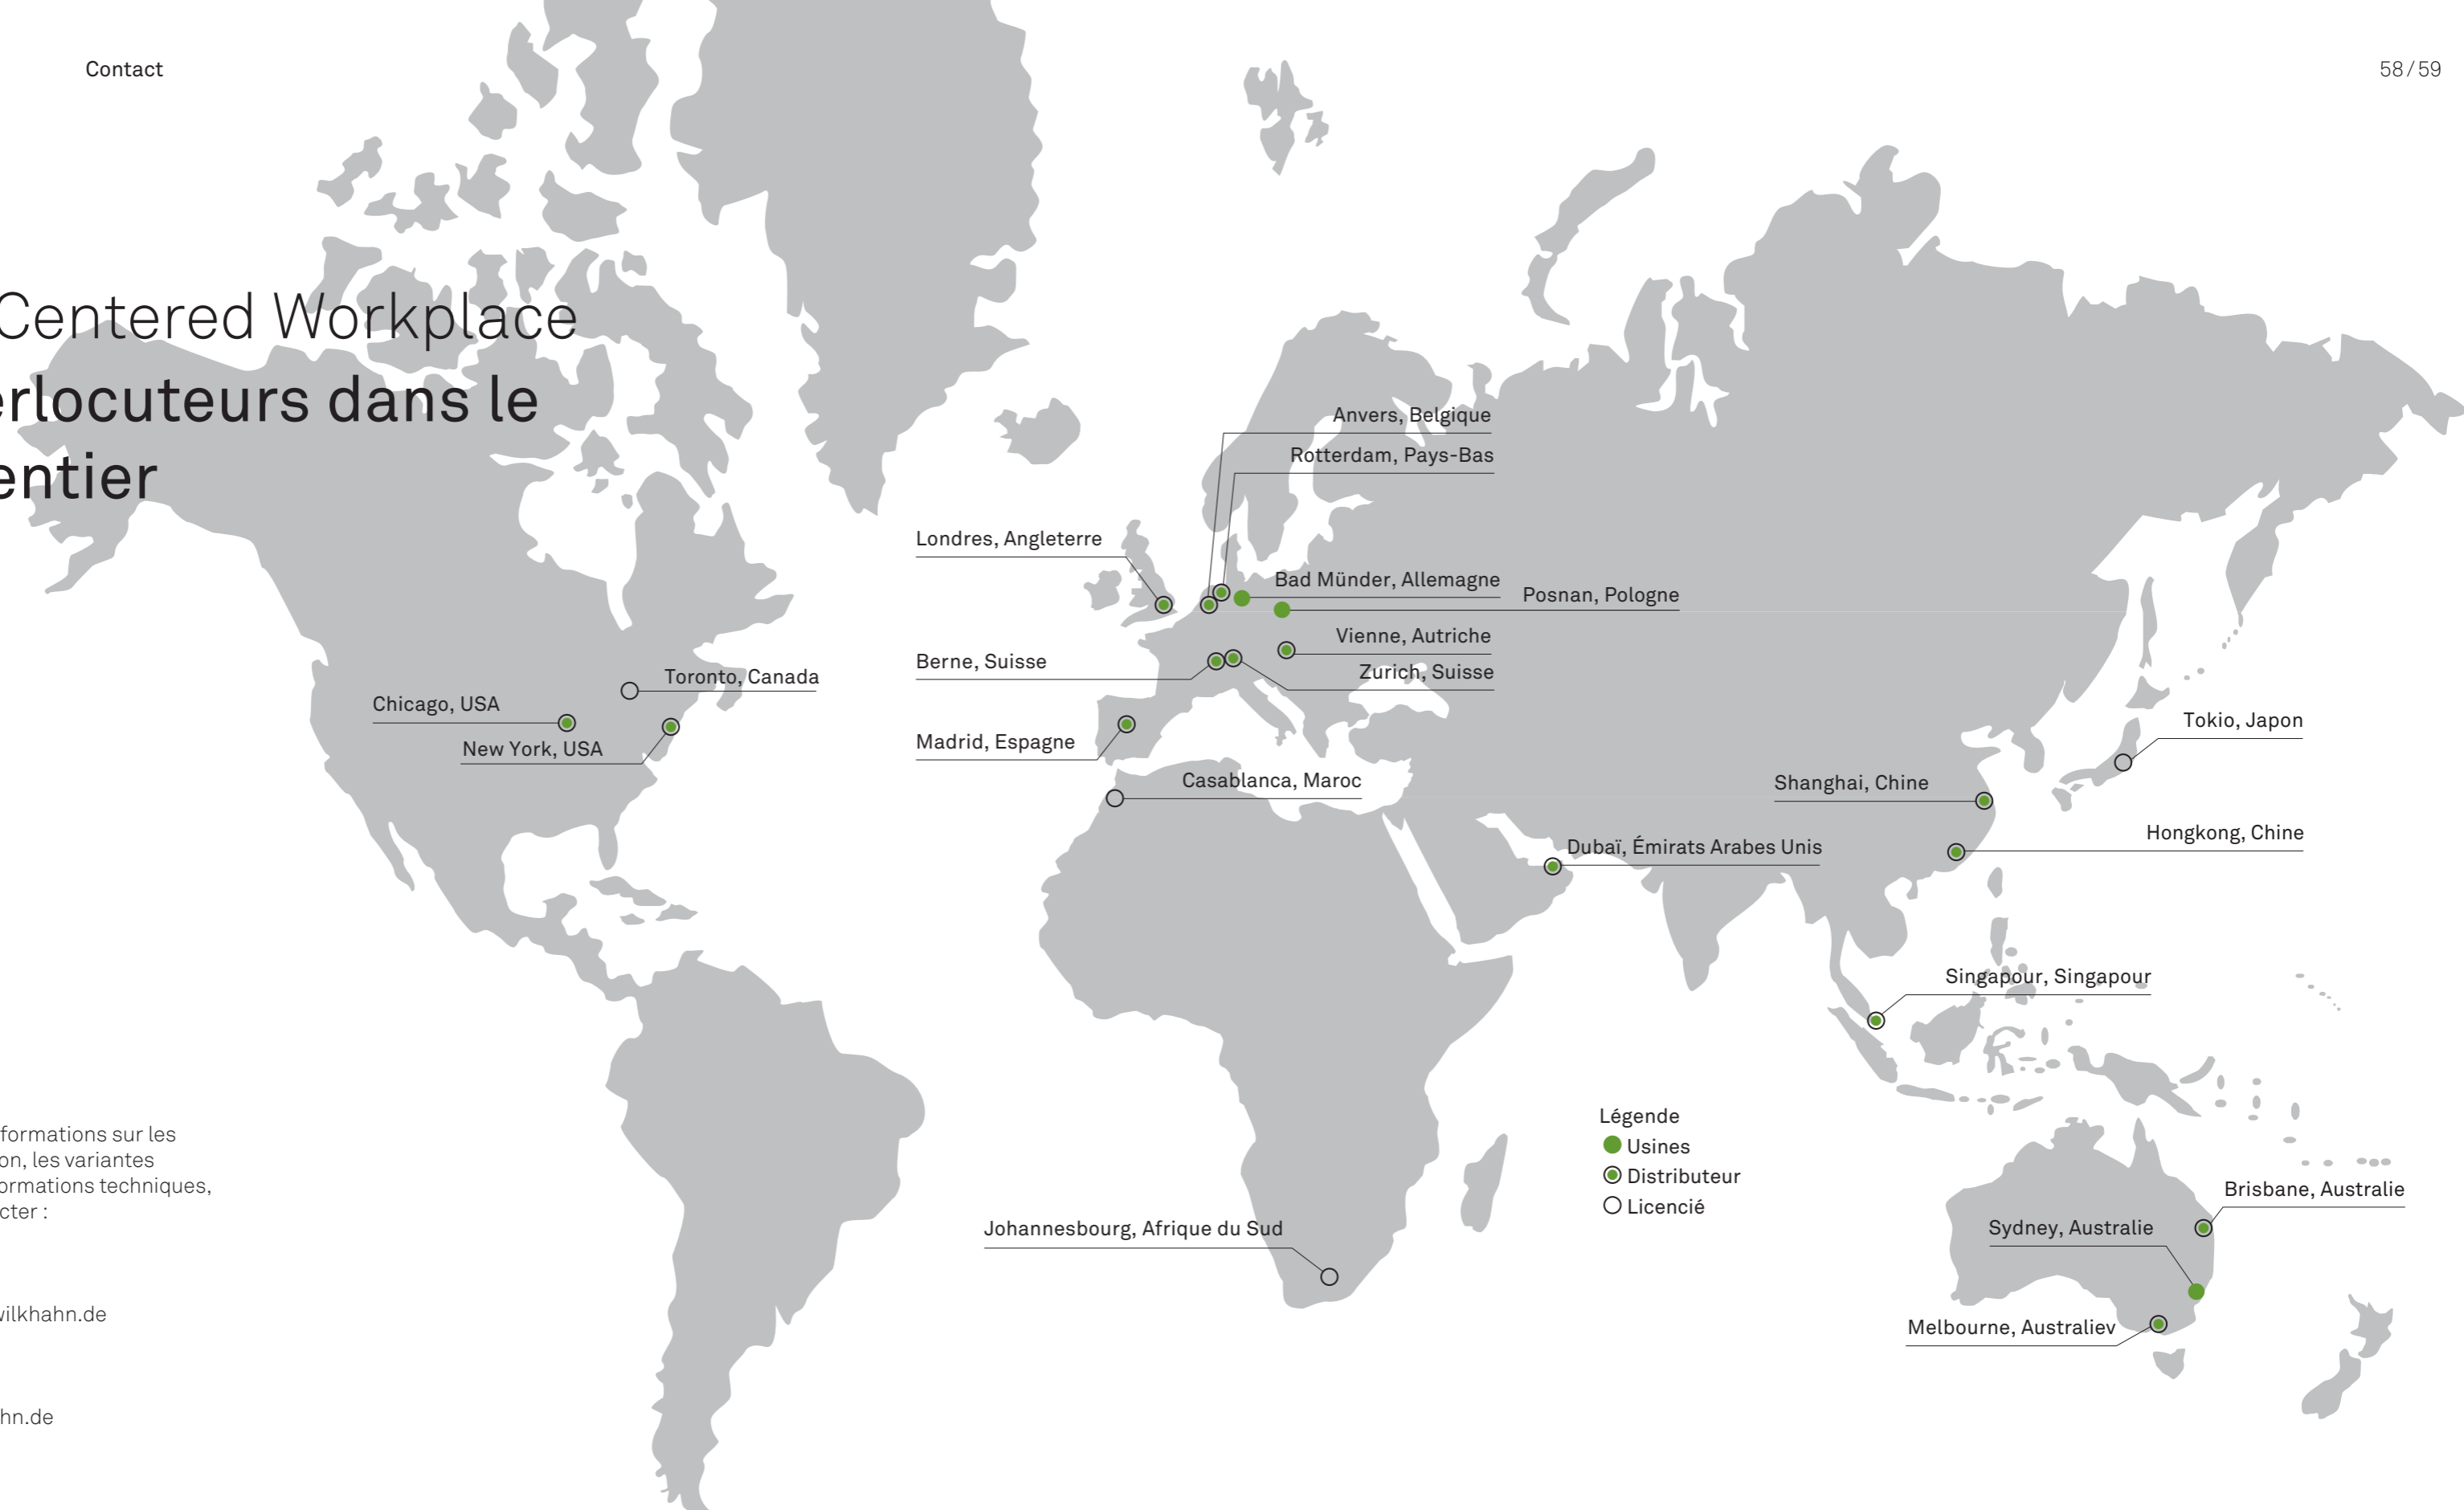 Contact
58/59
Centered Workplace
erlocuteurs dans le
entier
Anvers, Belgique
Rotterdam, Pays-Bas
Londres, Angleterre
Bad Münder, Allemagne
Posnan, Pologne
Vienne, Autriche
Berne, Suisse
Zurich, Suisse
Toronto, Canada
Chicago, USA
New York, USA
Madrid, Espagne
Casablanca, Maroc
Tokio, Japon
Shanghai, Chine
Hongkong, Chine
Dubaï, Émirats Arabes Unis
Singapour, Singapour
Légende
Usines
Distributeur
Licencié
formations sur les
on, les variantes
ormations techniques,
cter :
Johannesbourg, Afrique du Sud
Brisbane, Australie
Sydney, Australie
Melbourne, Australiev
wilkhahn.de
hn.de